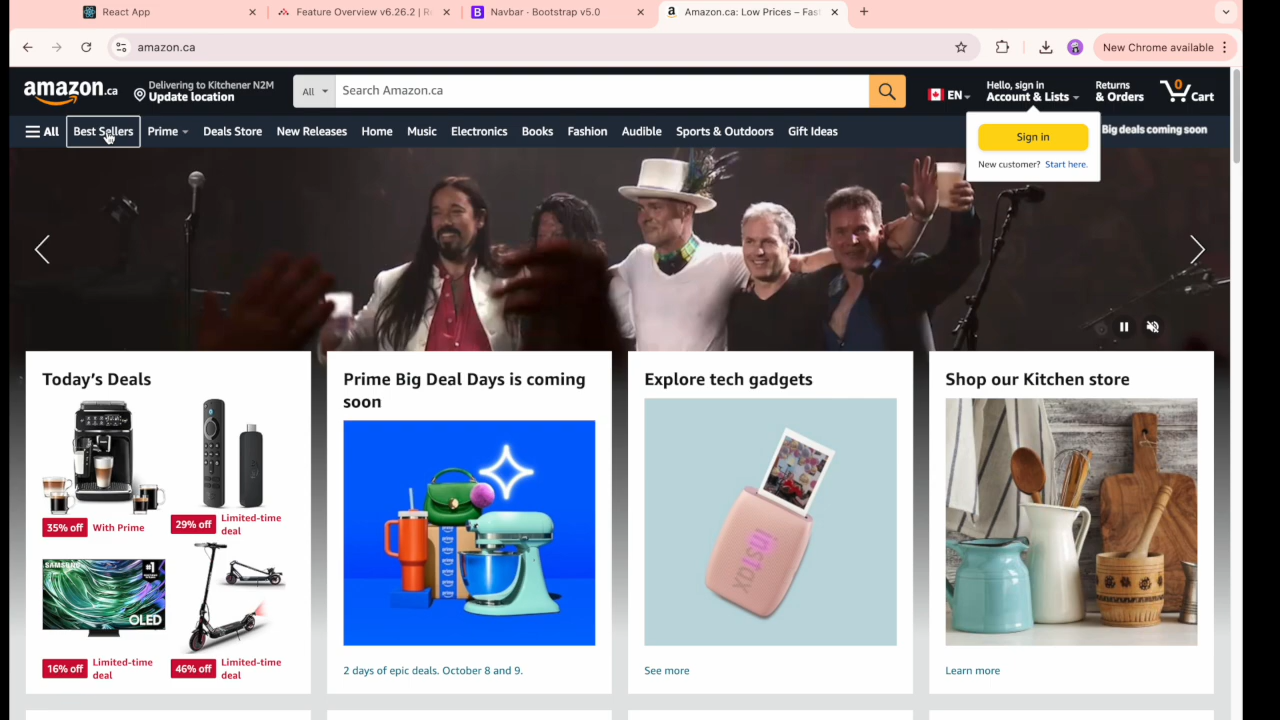 React App
Feature Overview v6.26.2 | R
Navbar · Bootstrap v5.0
Amazon.ca: Low Prices – Fas
amazon.ca
New Chrome available
amazon.ca
Delivering to Kitchener N2M
Update location
All
Search Amazon.ca
EN
Hello, sign in
Account & Lists
Returns
& Orders
0
Cart
All
Best Sellers
Prime
Deals Store
New Releases
Home
Music
Electronics
Books
Fashion
Audible
Sports & Outdoors
Gift Ideas
Sign in
New customer? Start here.
Big deals coming soon
Today's Deals
35% off With Prime
29% off Limited-time
deal
SAMSUNG
#1
OLED
16% off Limited-time
deal
46% off Limited-time
deal
Prime Big Deal Days is coming
soon
2 days of epic deals. October 8 and 9.
Explore tech gadgets
instax
See more
Shop our Kitchen store
Learn more